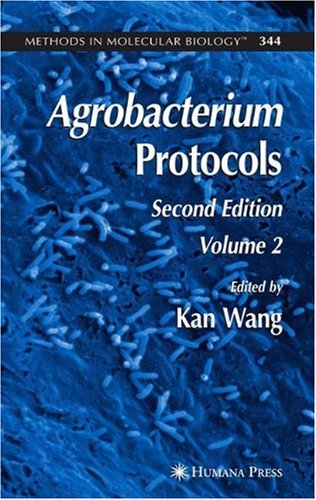 METHODS IN MOLECULAR BIOLOGY™ 344
Agrobacterium
Protocols
Second Edition
Volume 2
Edited by
Kan Wang
HUMANA PRESS